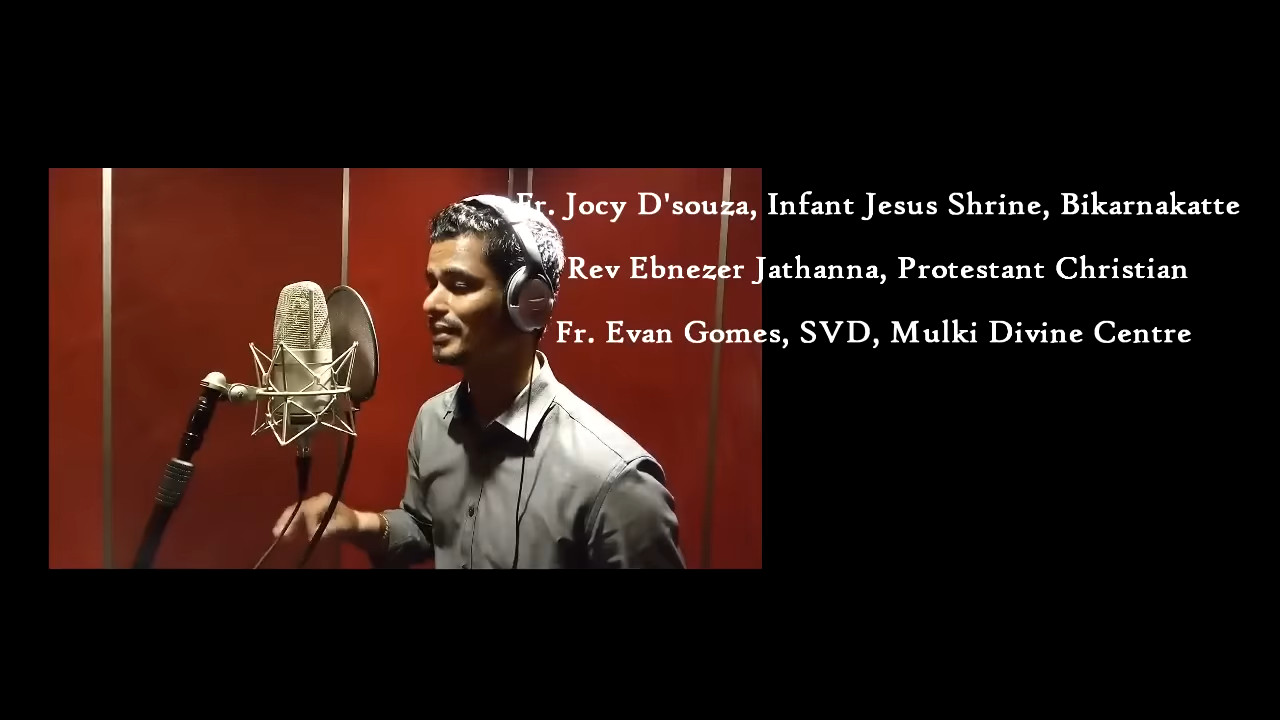 Fr. Jocy D'souza, Infant Jesus Shrine, Bikarnakatte
Rev Ebnezer Jathanna, Protestant Christian
Fr. Evan Gomes, SVD, Mulki Divine Centre